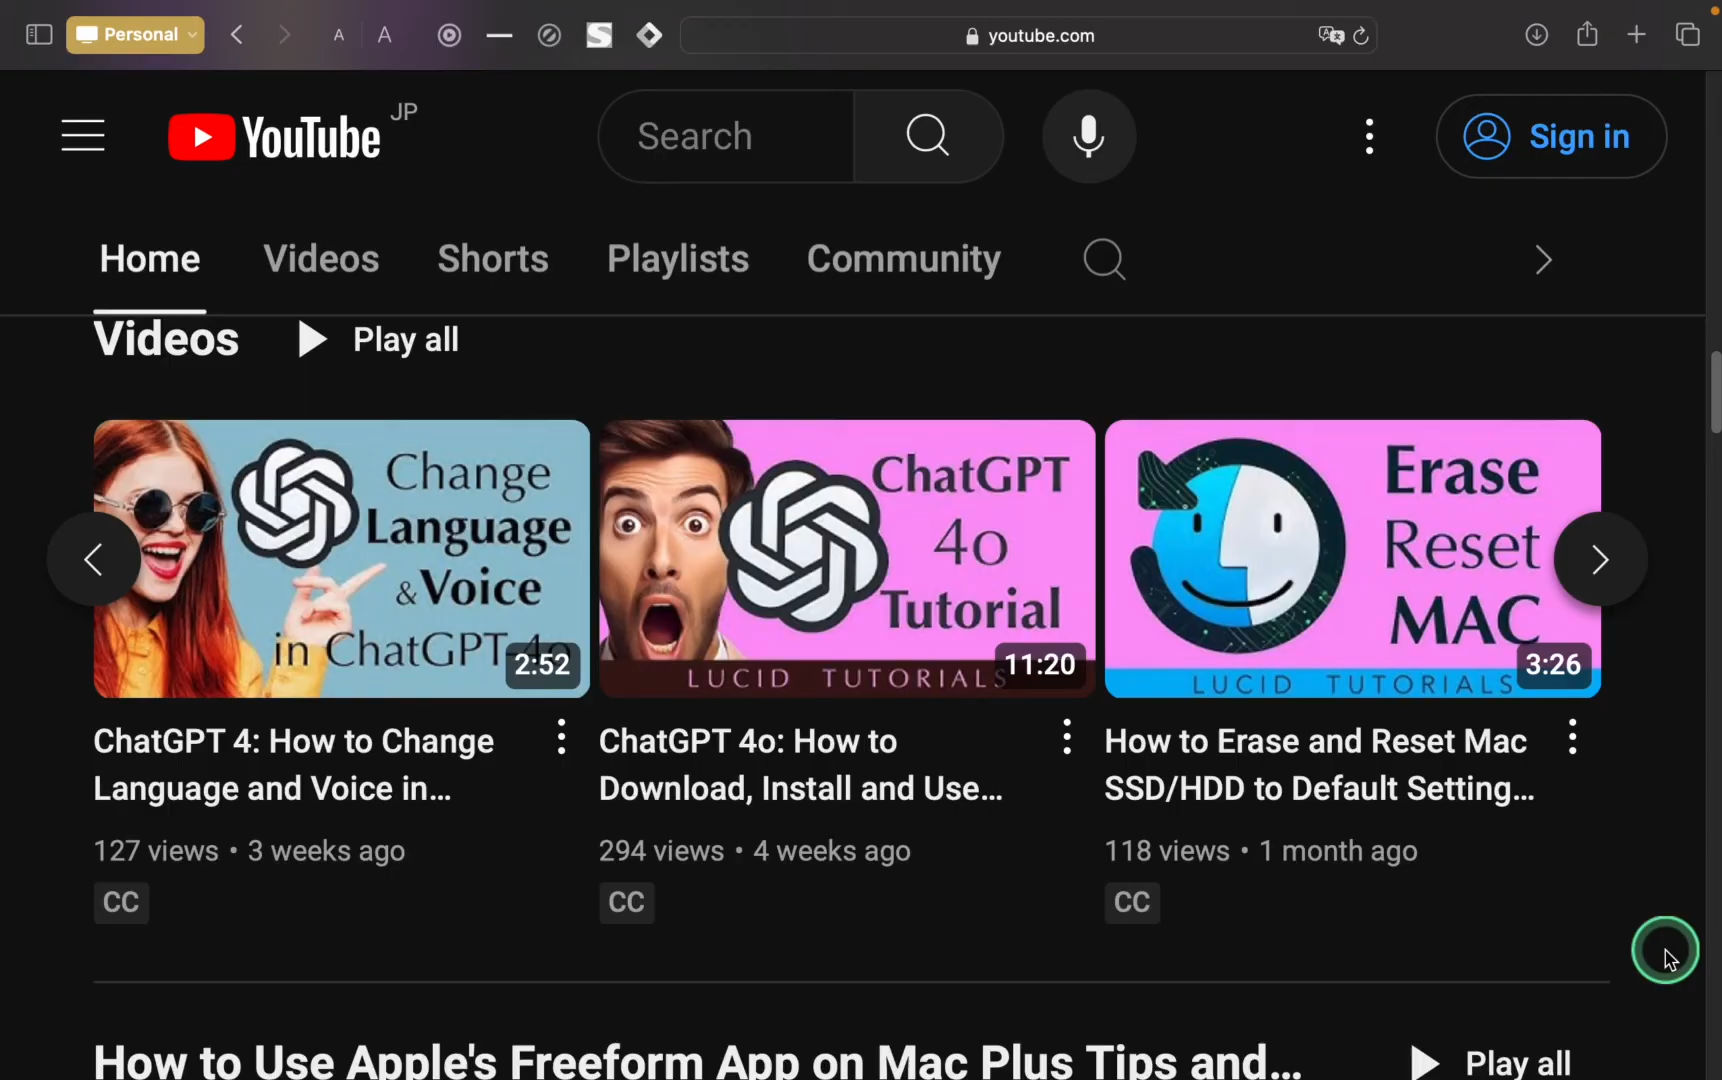 Personal
A A
youtube.com
YouTube JP
Search
Sign in
Home Videos Shorts Playlists Community
Videos Play all
Change
Language
& Voice
in ChatGPT-4o
2:52
ChatGPT
4o
Tutorial
LUCID TUTORIALS
11:20
Erase
Reset
MAC
LUCID TUTORIALS
3:26
ChatGPT 4: How to Change
Language and Voice in...
127 views • 3 weeks ago
CC
ChatGPT 4o: How to
Download, Install and Use...
294 views • 4 weeks ago
CC
How to Erase and Reset Mac
SSD/HDD to Default Setting...
118 views • 1 month ago
CC
How to Use Apple's Freeform App on Mac Plus Tips and... Play all